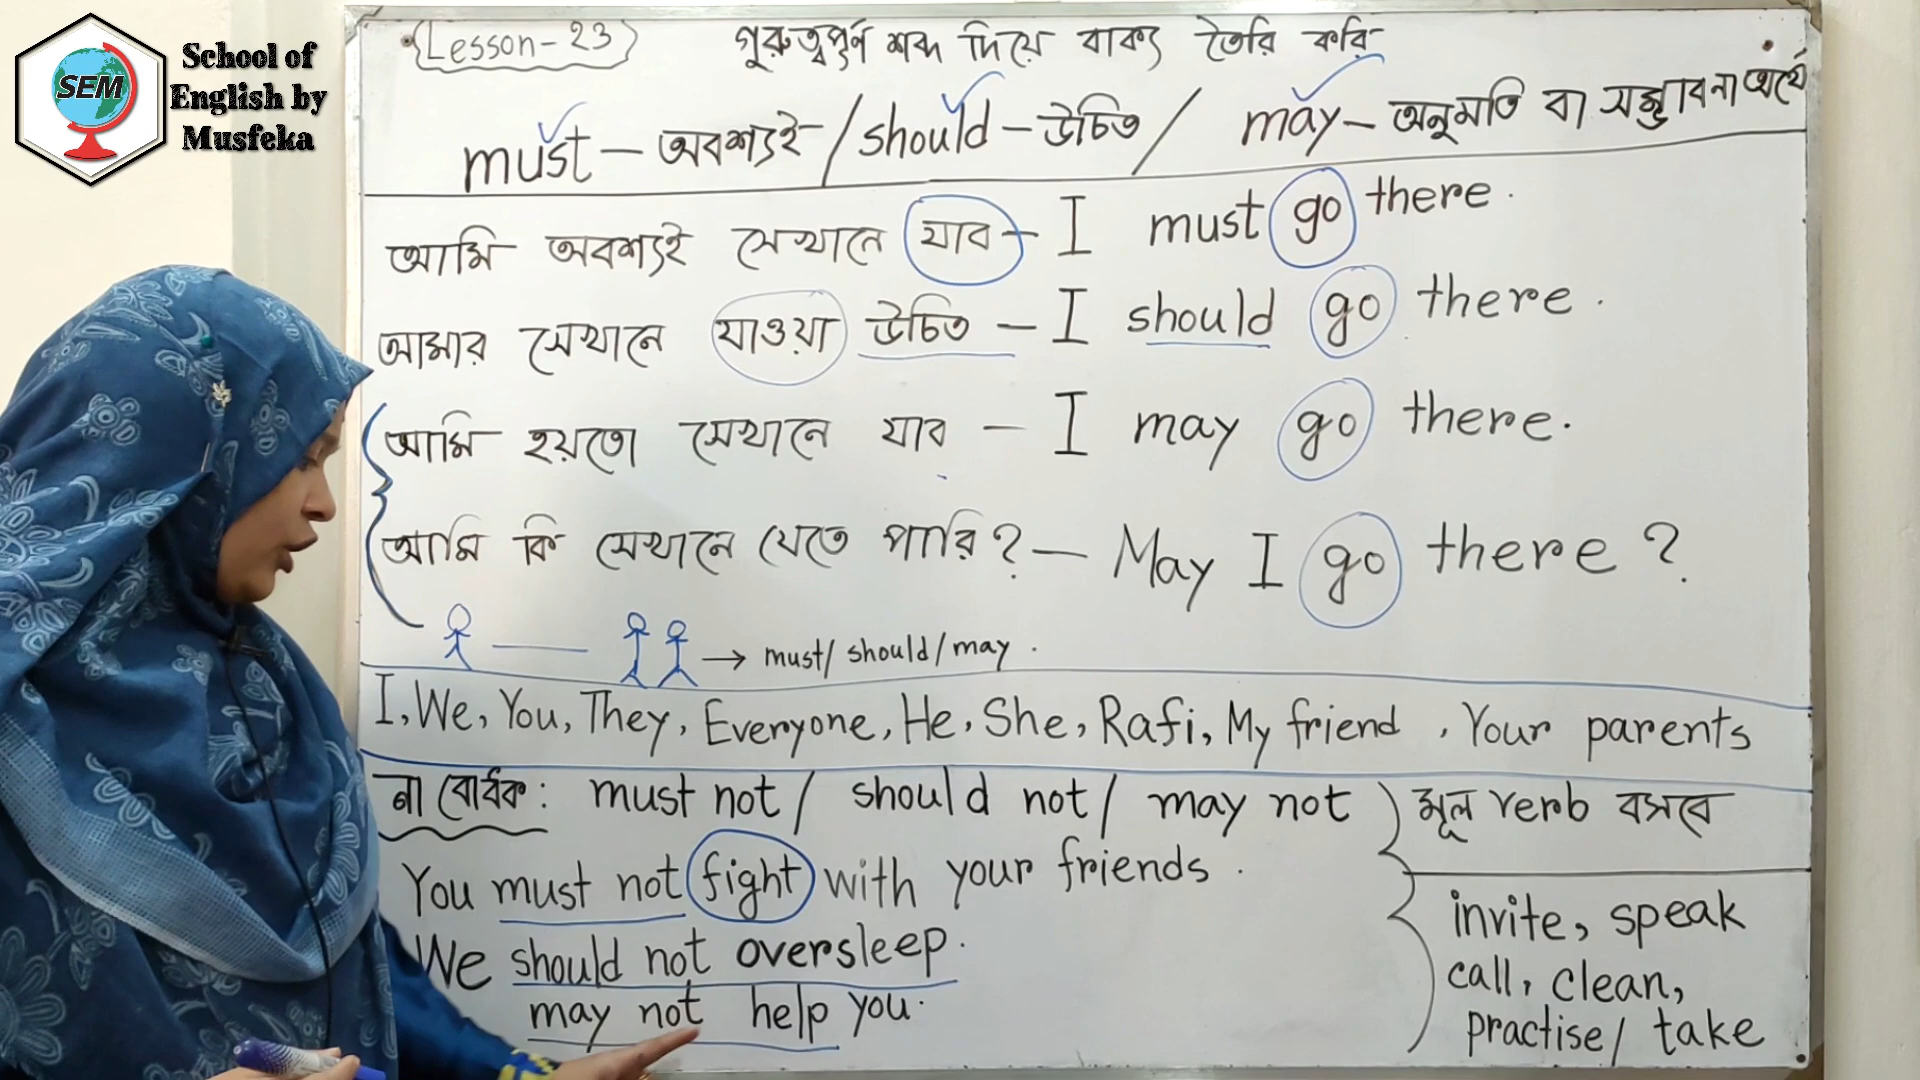 SEM
School of
English by
Musfeka
Lesson-23 গুরুত্বপূর্ণ শব্দ দিয়ে বাক্য তৈরি করি-
must - অবশ্যই / should - উচিত / may - অনুমতি বা সম্ভাবনা অর্থে
আমি অবশ্যই সেখানে যাব - I must go there.
আমার সেখানে যাওয়া উচিত - I should go there.
আমি হয়তো সেখানে যাব - I may go there.
আমি কি সেখানে যেতে পারি? - May I go there?
→ must/ should/may.
I, We, You, They, Everyone, He, She, Rafi, My friend, Your parents
না বোধক: must not / should not / may not
You must not fight with your friends.
We should not oversleep.
may not help you.
মূল verb বসবে
invite, speak
call, clean,
practise / take